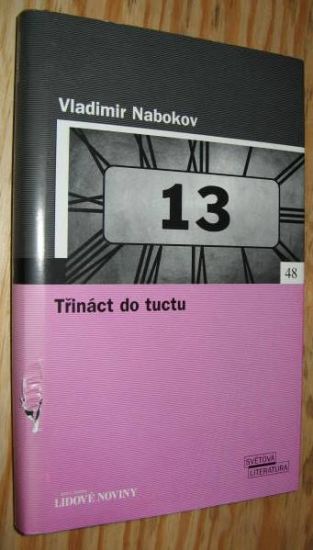 Vladimir Nabokov
13
48
Třináct do tuctu
SVĚTOVÁ
LITERATURA
LIDOVÉ NOVINY